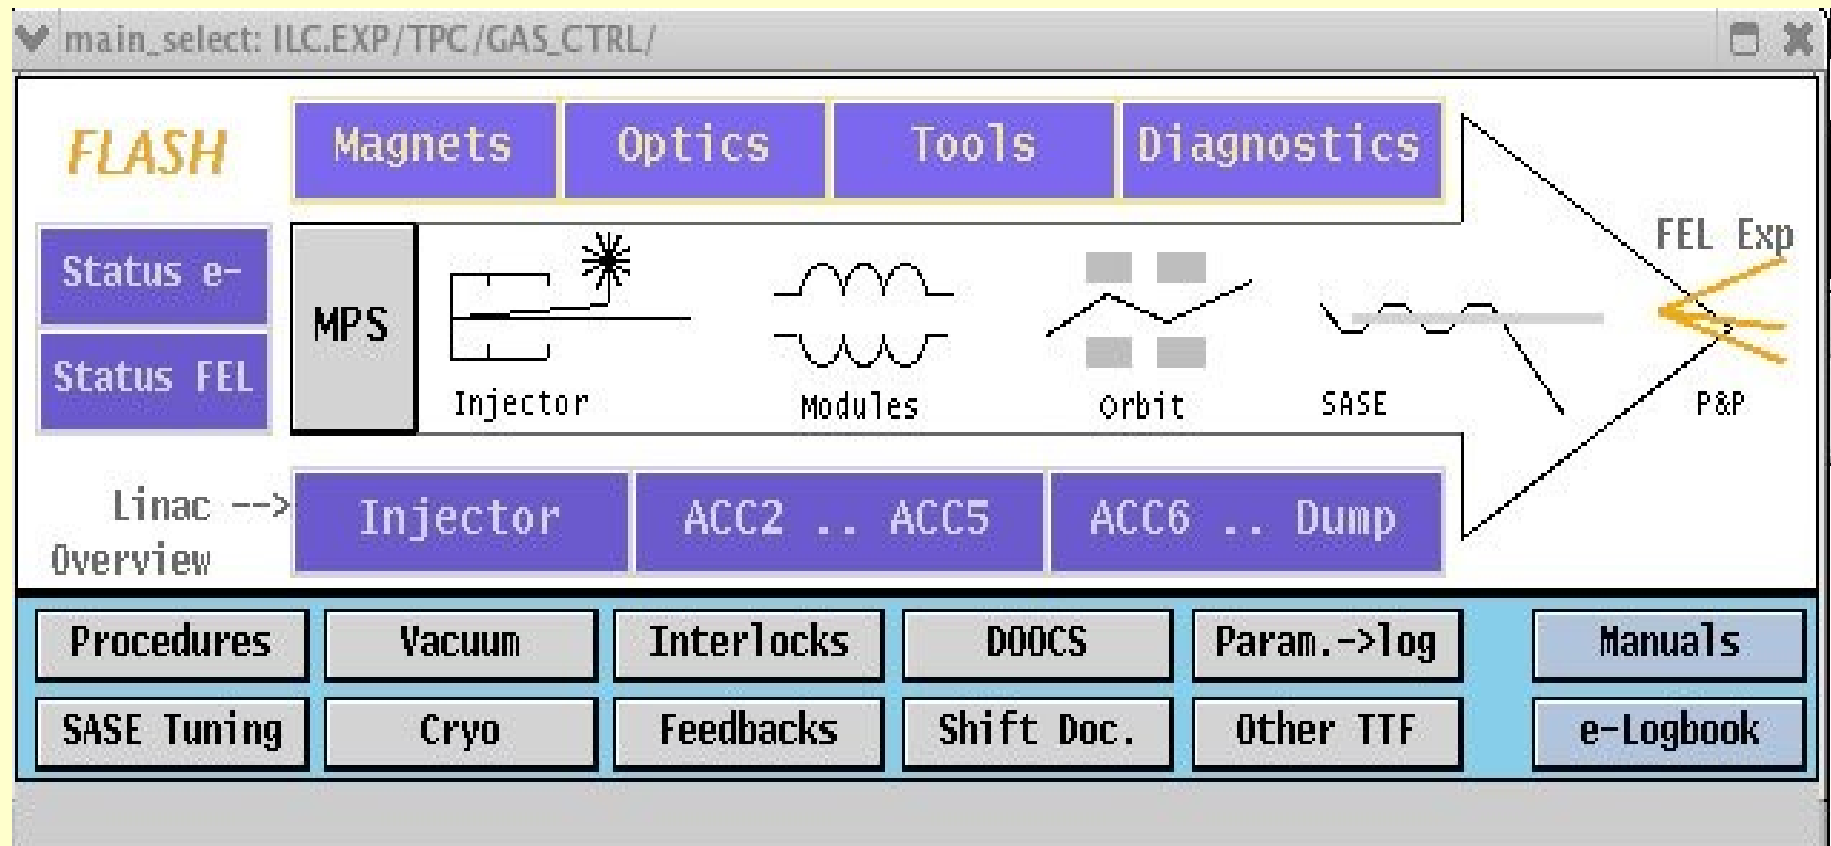 main_select: ILC.EXP/TPC/GAS_CTRL/
FLASH
Magnets
Optics
Tools
Diagnostics
Status e-
Status FEL
MPS
Injector
Modules
Orbit
SASE
FEL Exp
P&P
Linac -->
Overview
Injector
ACC2 .. ACC5
ACC6 .. Dump
Procedures
Vacuum
Interlocks
DOOCS
Param.->log
Manuals
SASE Tuning
Cryo
Feedbacks
Shift Doc.
Other TTF
e-Logbook